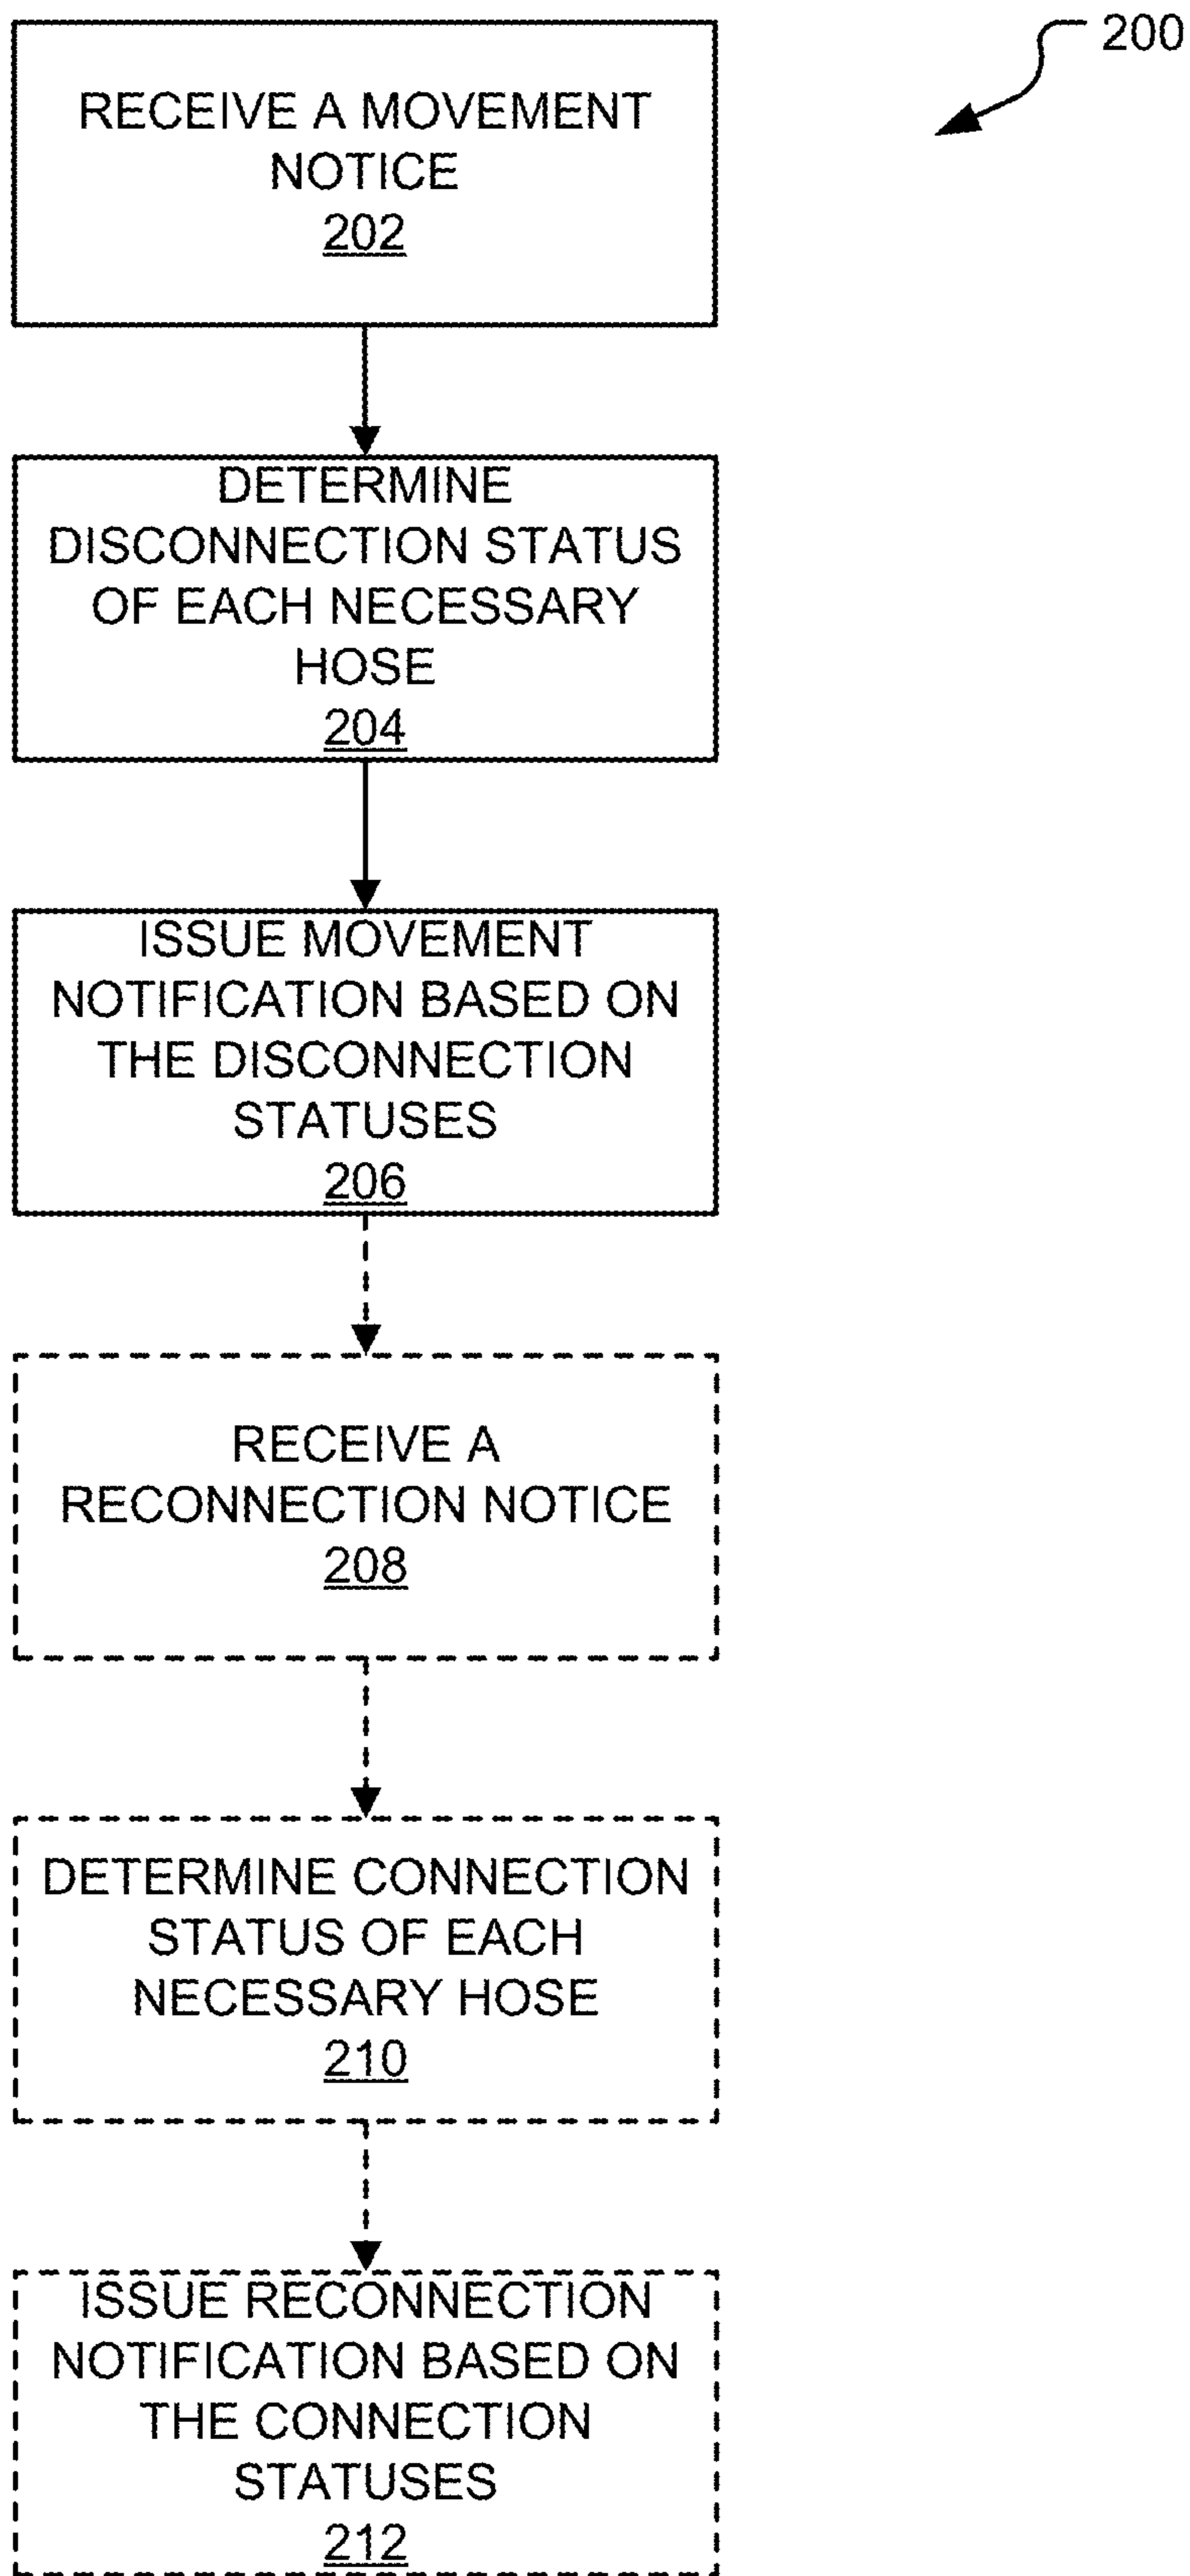 200
RECEIVE A MOVEMENT
NOTICE
202
DETERMINE
DISCONNECTION STATUS
OF EACH NECESSARY
HOSE
204
ISSUE MOVEMENT
NOTIFICATION BASED ON
THE DISCONNECTION
STATUSES
206
RECEIVE A
RECONNECTION NOTICE
208
DETERMINE CONNECTION
STATUS OF EACH
NECESSARY HOSE
210
ISSUE RECONNECTION
NOTIFICATION BASED ON
THE CONNECTION
STATUSES
212